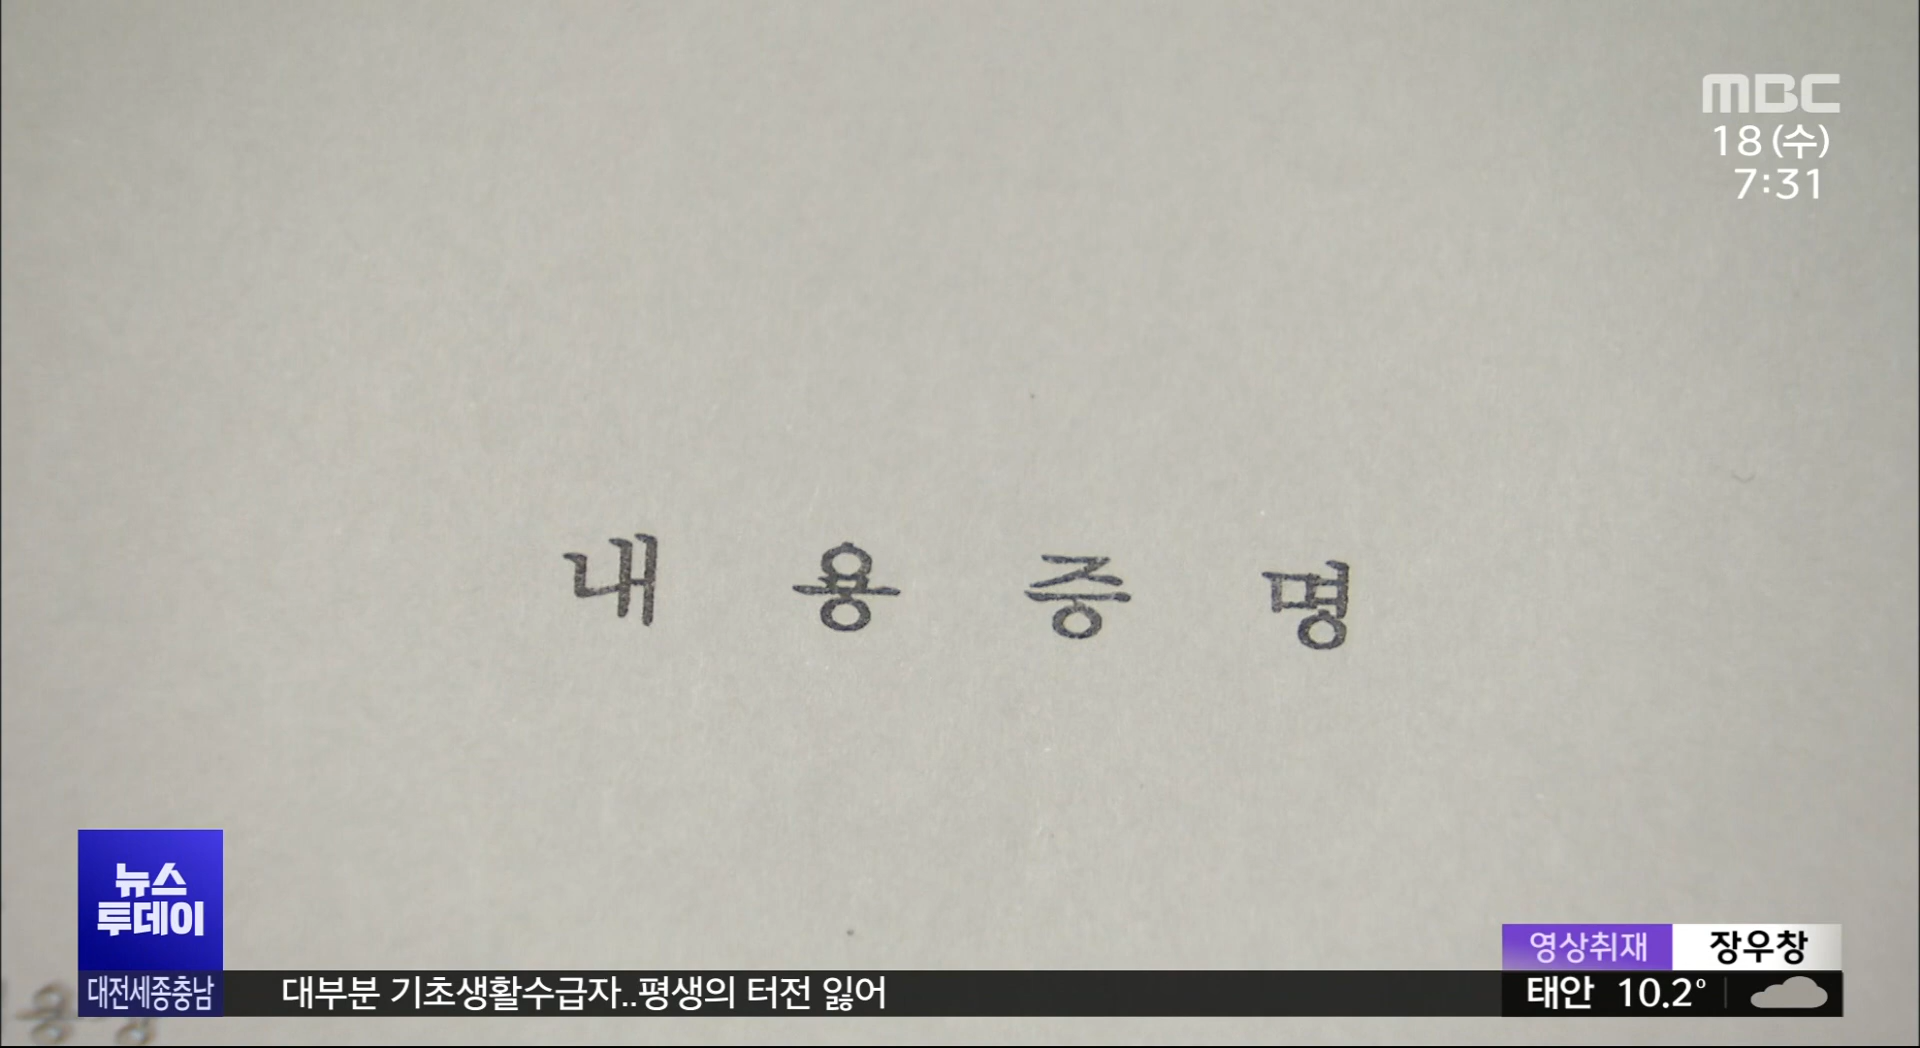 MBC
18(수)
7:31
내 용 증 명
뉴스
투데이
영상취재 장우창
대전세종충남 대부분 기초생활수급자..평생의 터전 잃어 태안 10.2°